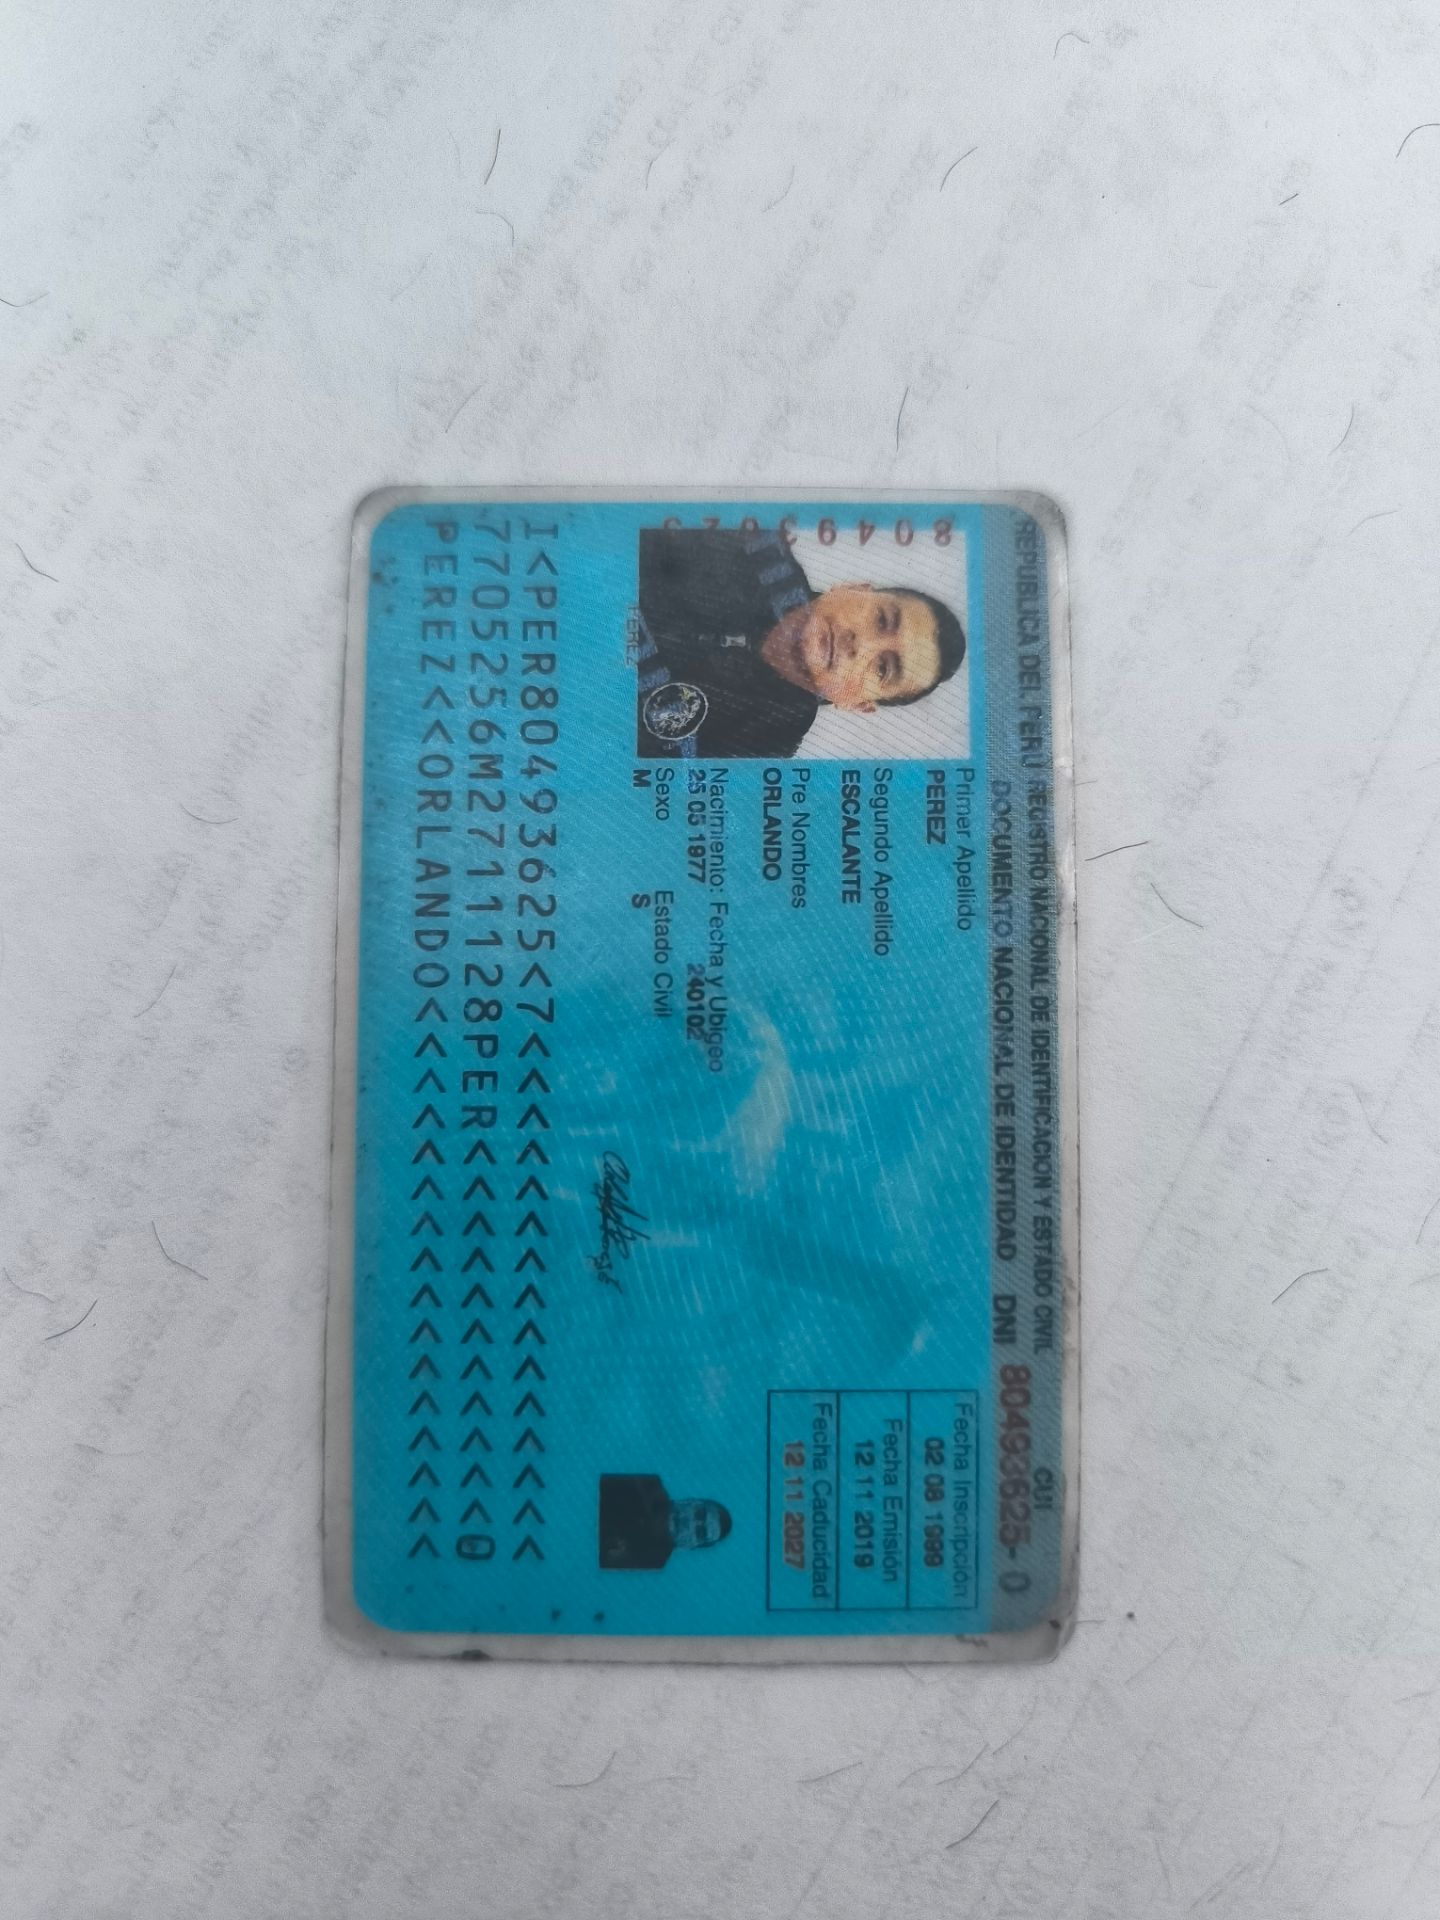 REPUBLICA DEL PERU REGISTRO NACIONAL DE IDENTIFICACION Y ESTADO CIVIL
DOCUMENTO NACIONAL DE IDENTIDAD DNI 80493625 - 0
CUI
Primer Apellido
PEREZ
Segundo Apellido
ESCALANTE
Pre Nombres
ORLANDO
Nacimiento: Fecha y Ubigeo
25 05 1977 240102
Sexo Estado Civil
M S
Fecha Inscripción
02 08 1999
Fecha Emisión
12 11 2019
Fecha Caducidad
12 11 2027
PEREZ
I<PER80493625<7<<<<<<<<<<<<<<<
7705256M2711128PER<<<<<<<<<<<0
PEREZ<<ORLANDO<<<<<<<<<<<<<<<<